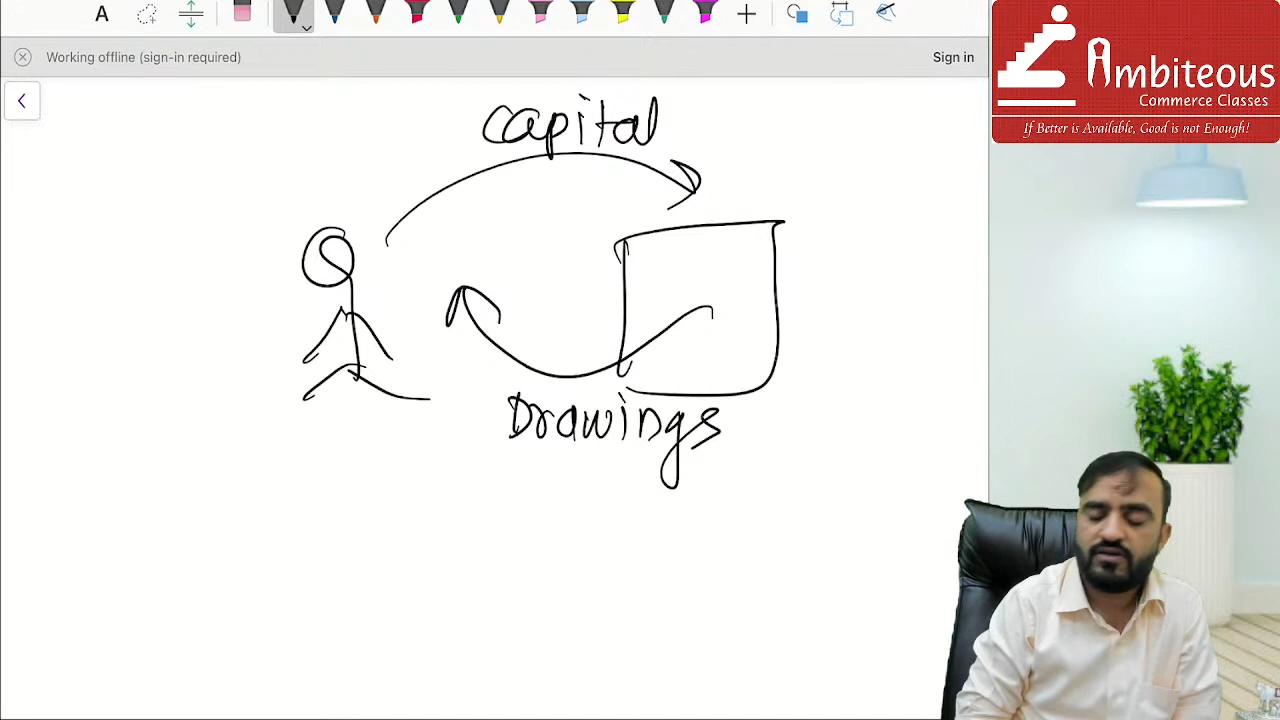 A
Working offline (sign-in required)
Sign in
Ambiteous
Commerce Classes
If Better is Available, Good is not Enough!
capital
Drawings